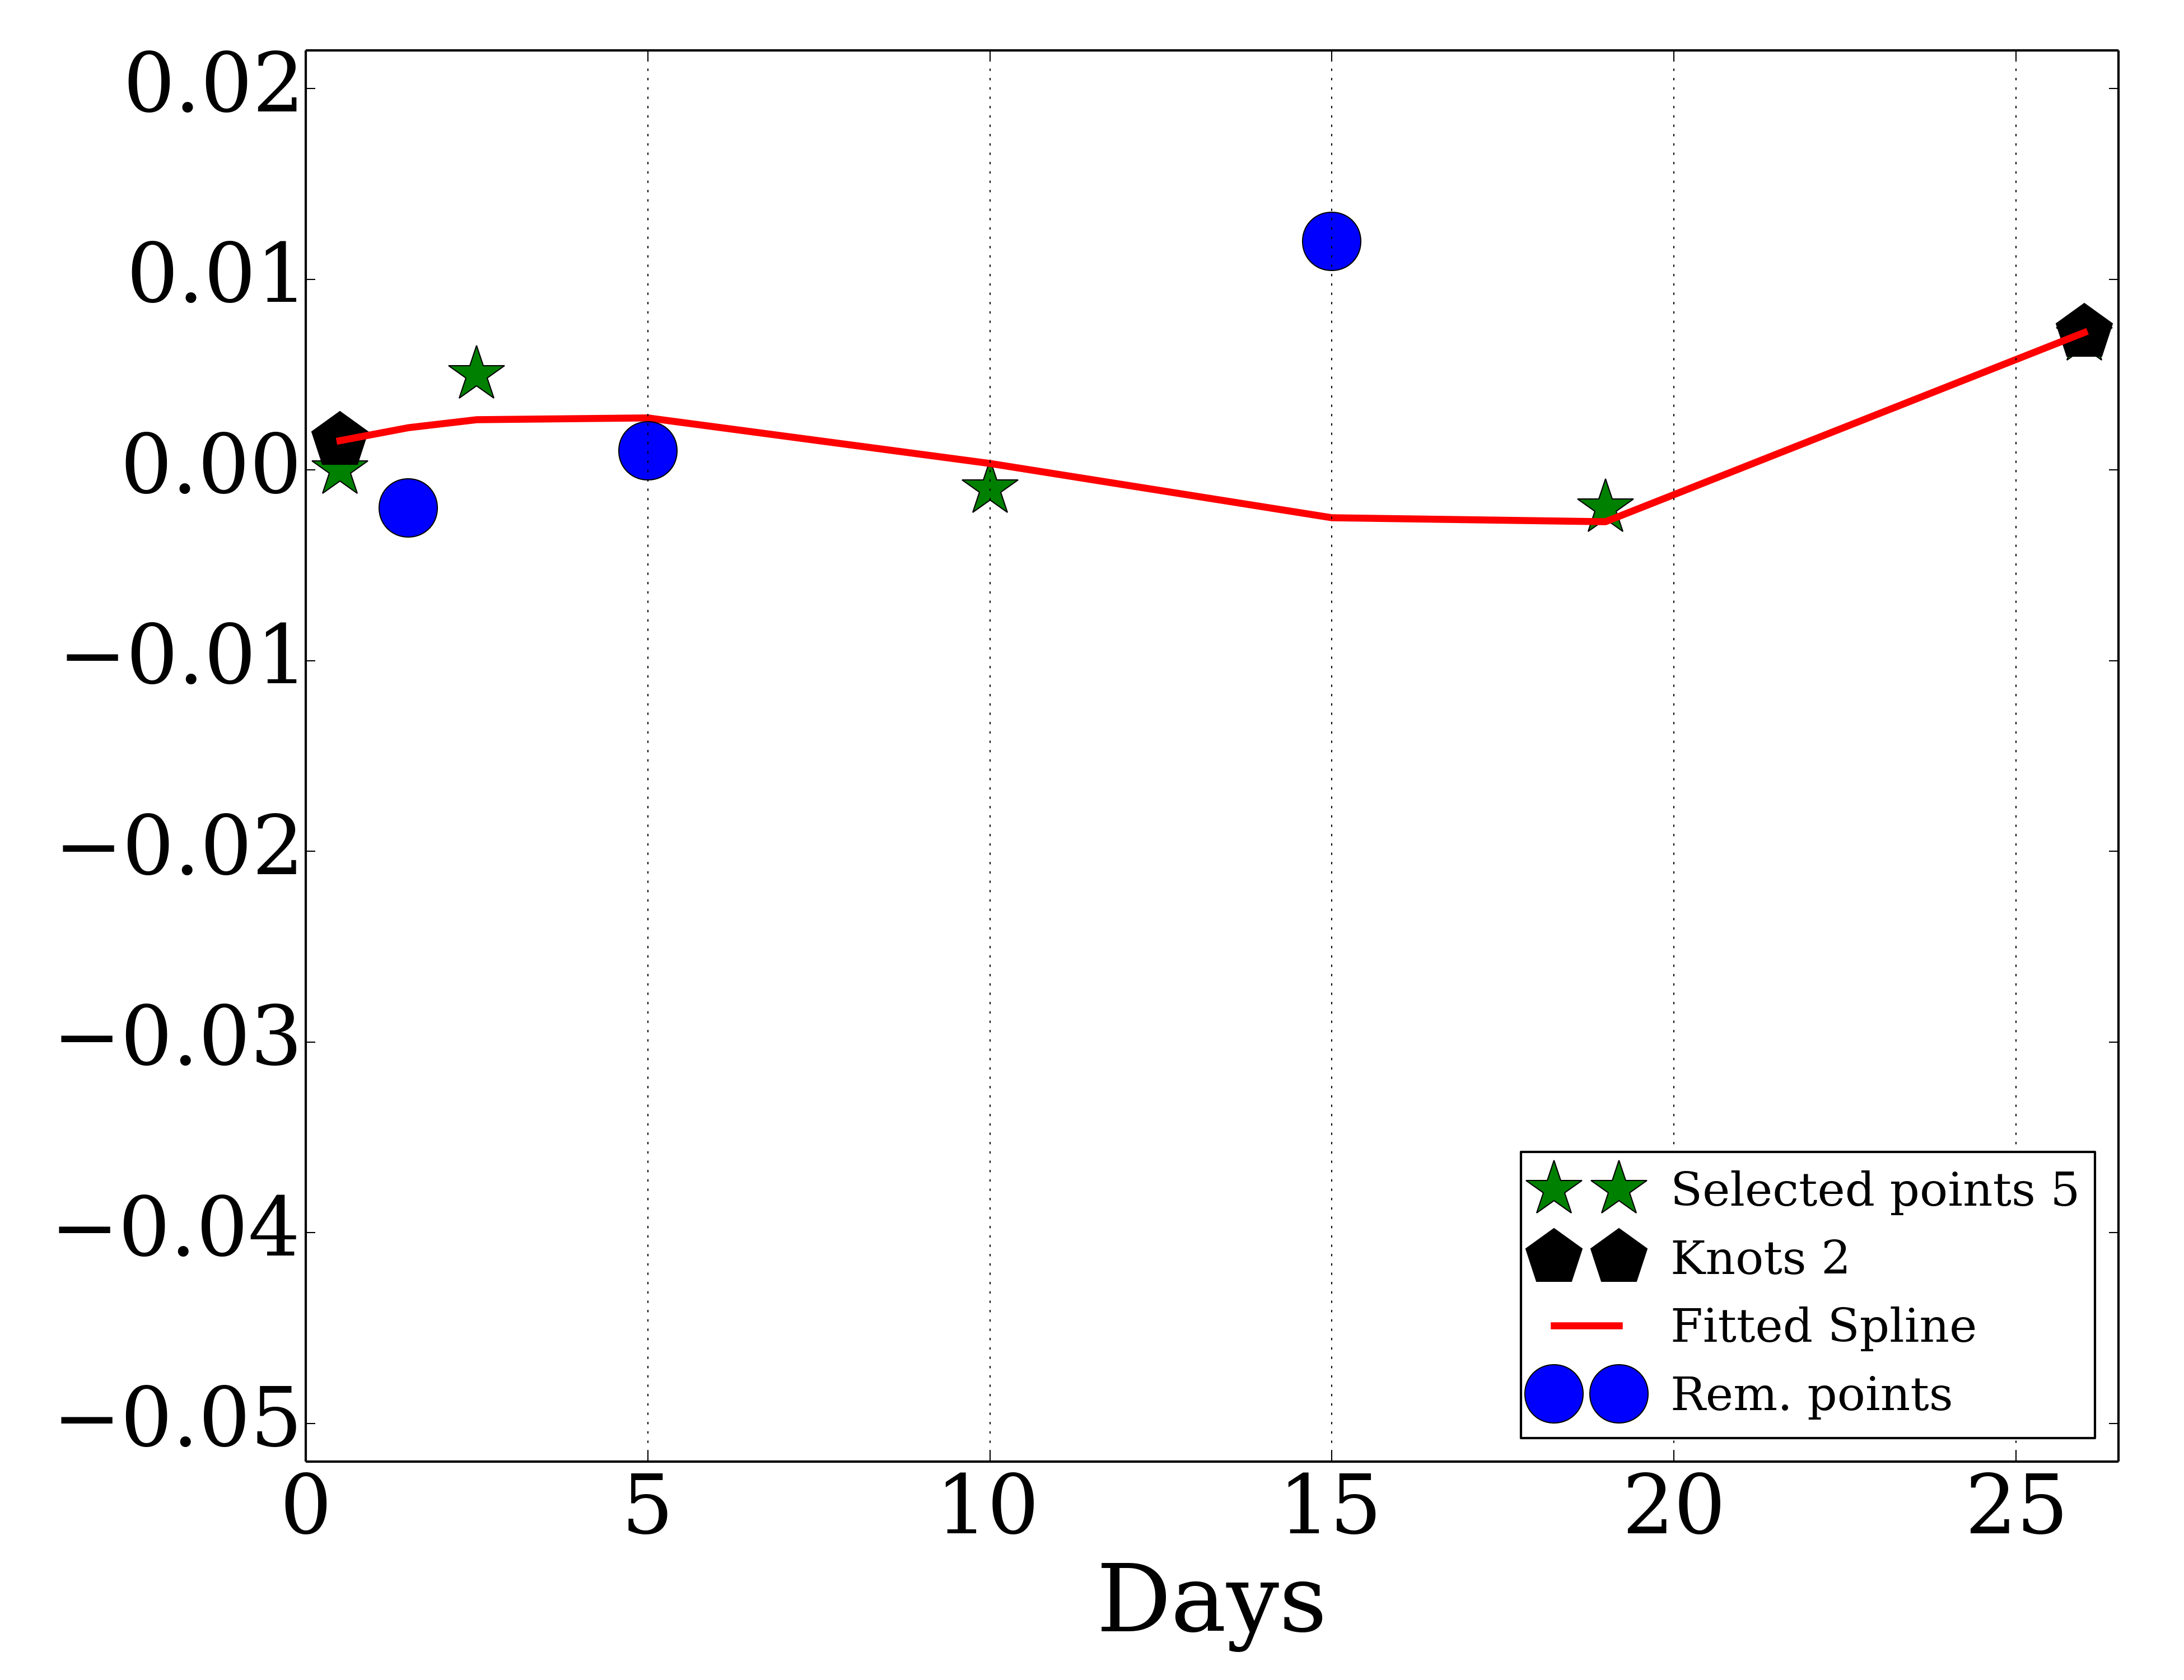 0.02
0.01
0.00
−0.01
−0.02
−0.03
−0.04
−0.05
0 5 10 15 20 25
Days
Selected points 5
Knots 2
Fitted Spline
Rem. points